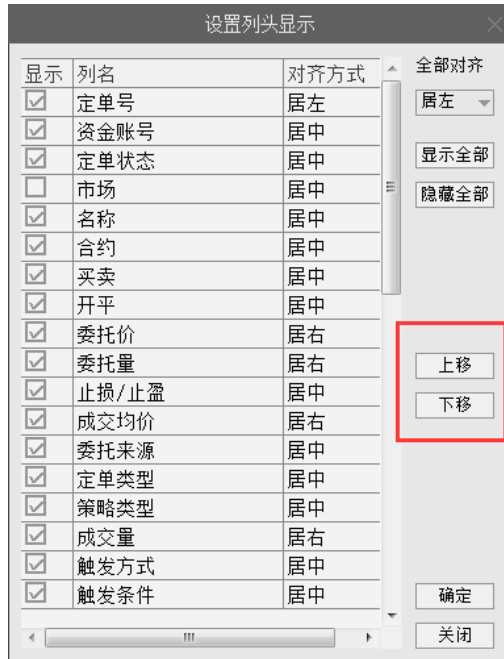 设置列头显示
显示 列名 对齐方式
定单号 居左
资金账号 居中
定单状态 居中
市场 居中
名称 居中
合约 居中
买卖 居中
开平 居中
委托价 居右
委托量 居右
止损/止盈 居中
成交均价 居右
委托来源 居中
定单类型 居中
策略类型 居中
成交量 居右
触发方式 居中
触发条件 居中
全部对齐
居左
显示全部
隐藏全部
上移
下移
确定
关闭